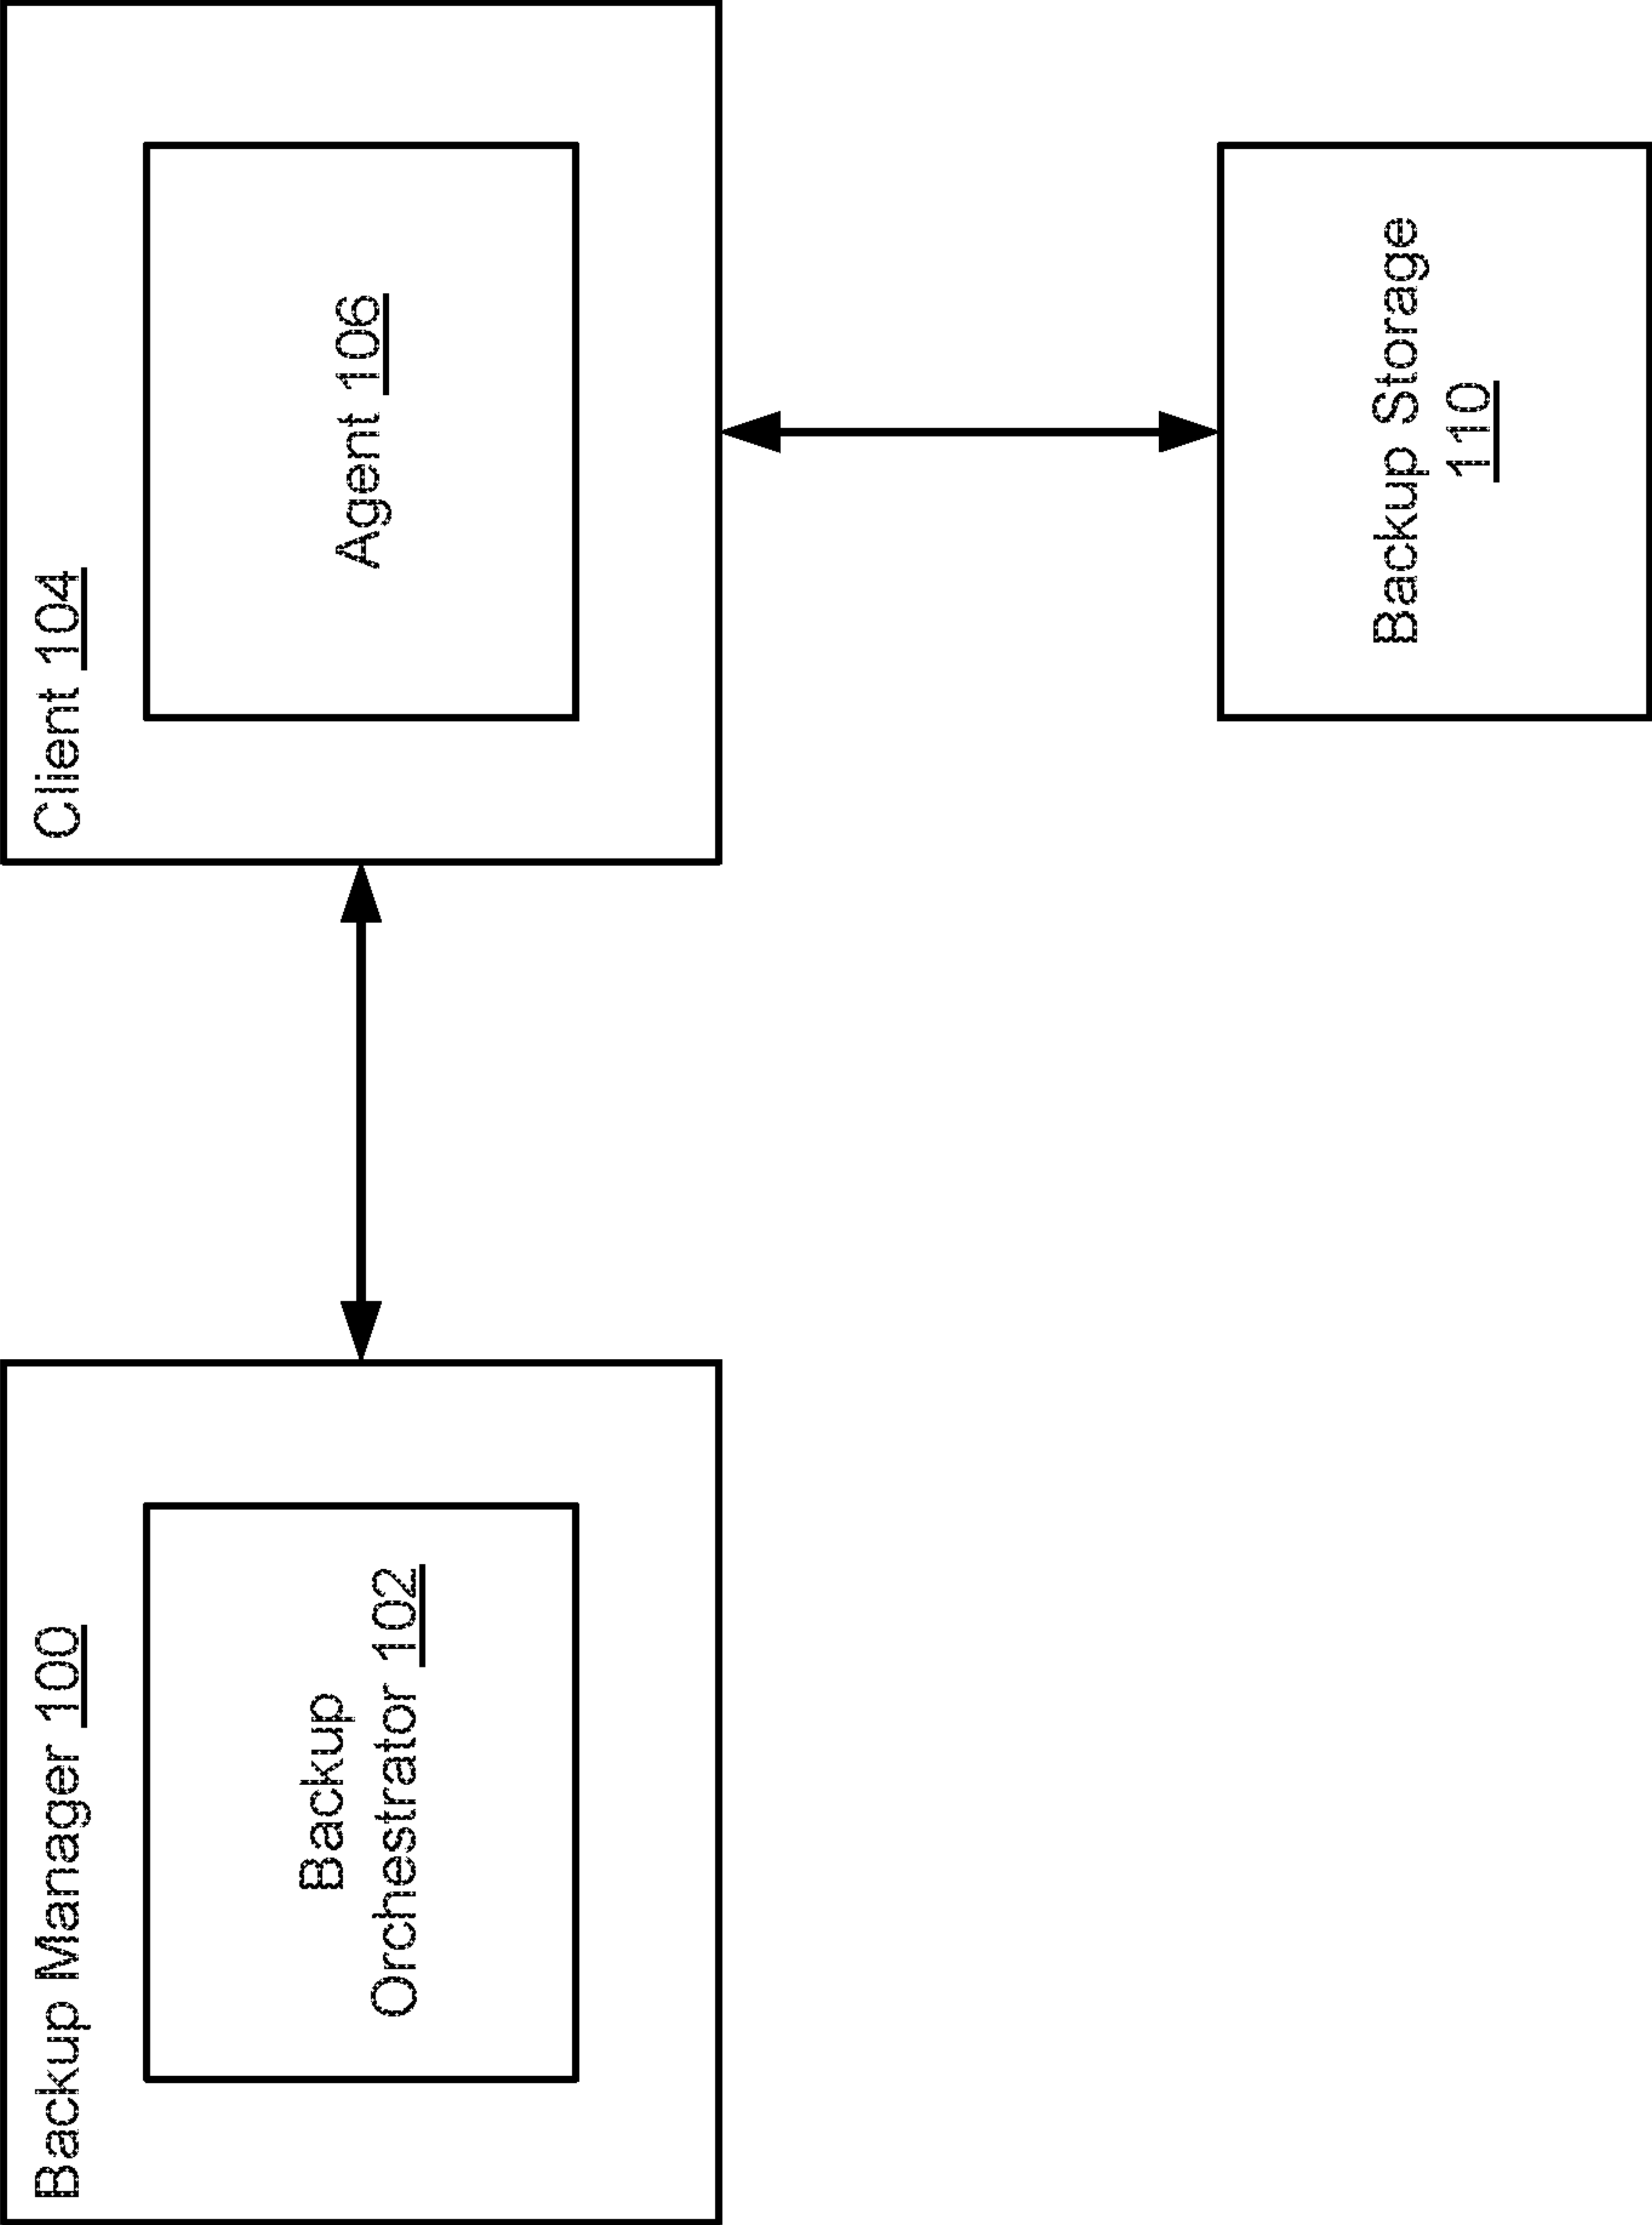 Backup Manager 100
Backup
Orchestrator 102
Client 104
Agent 106
Backup Storage
110